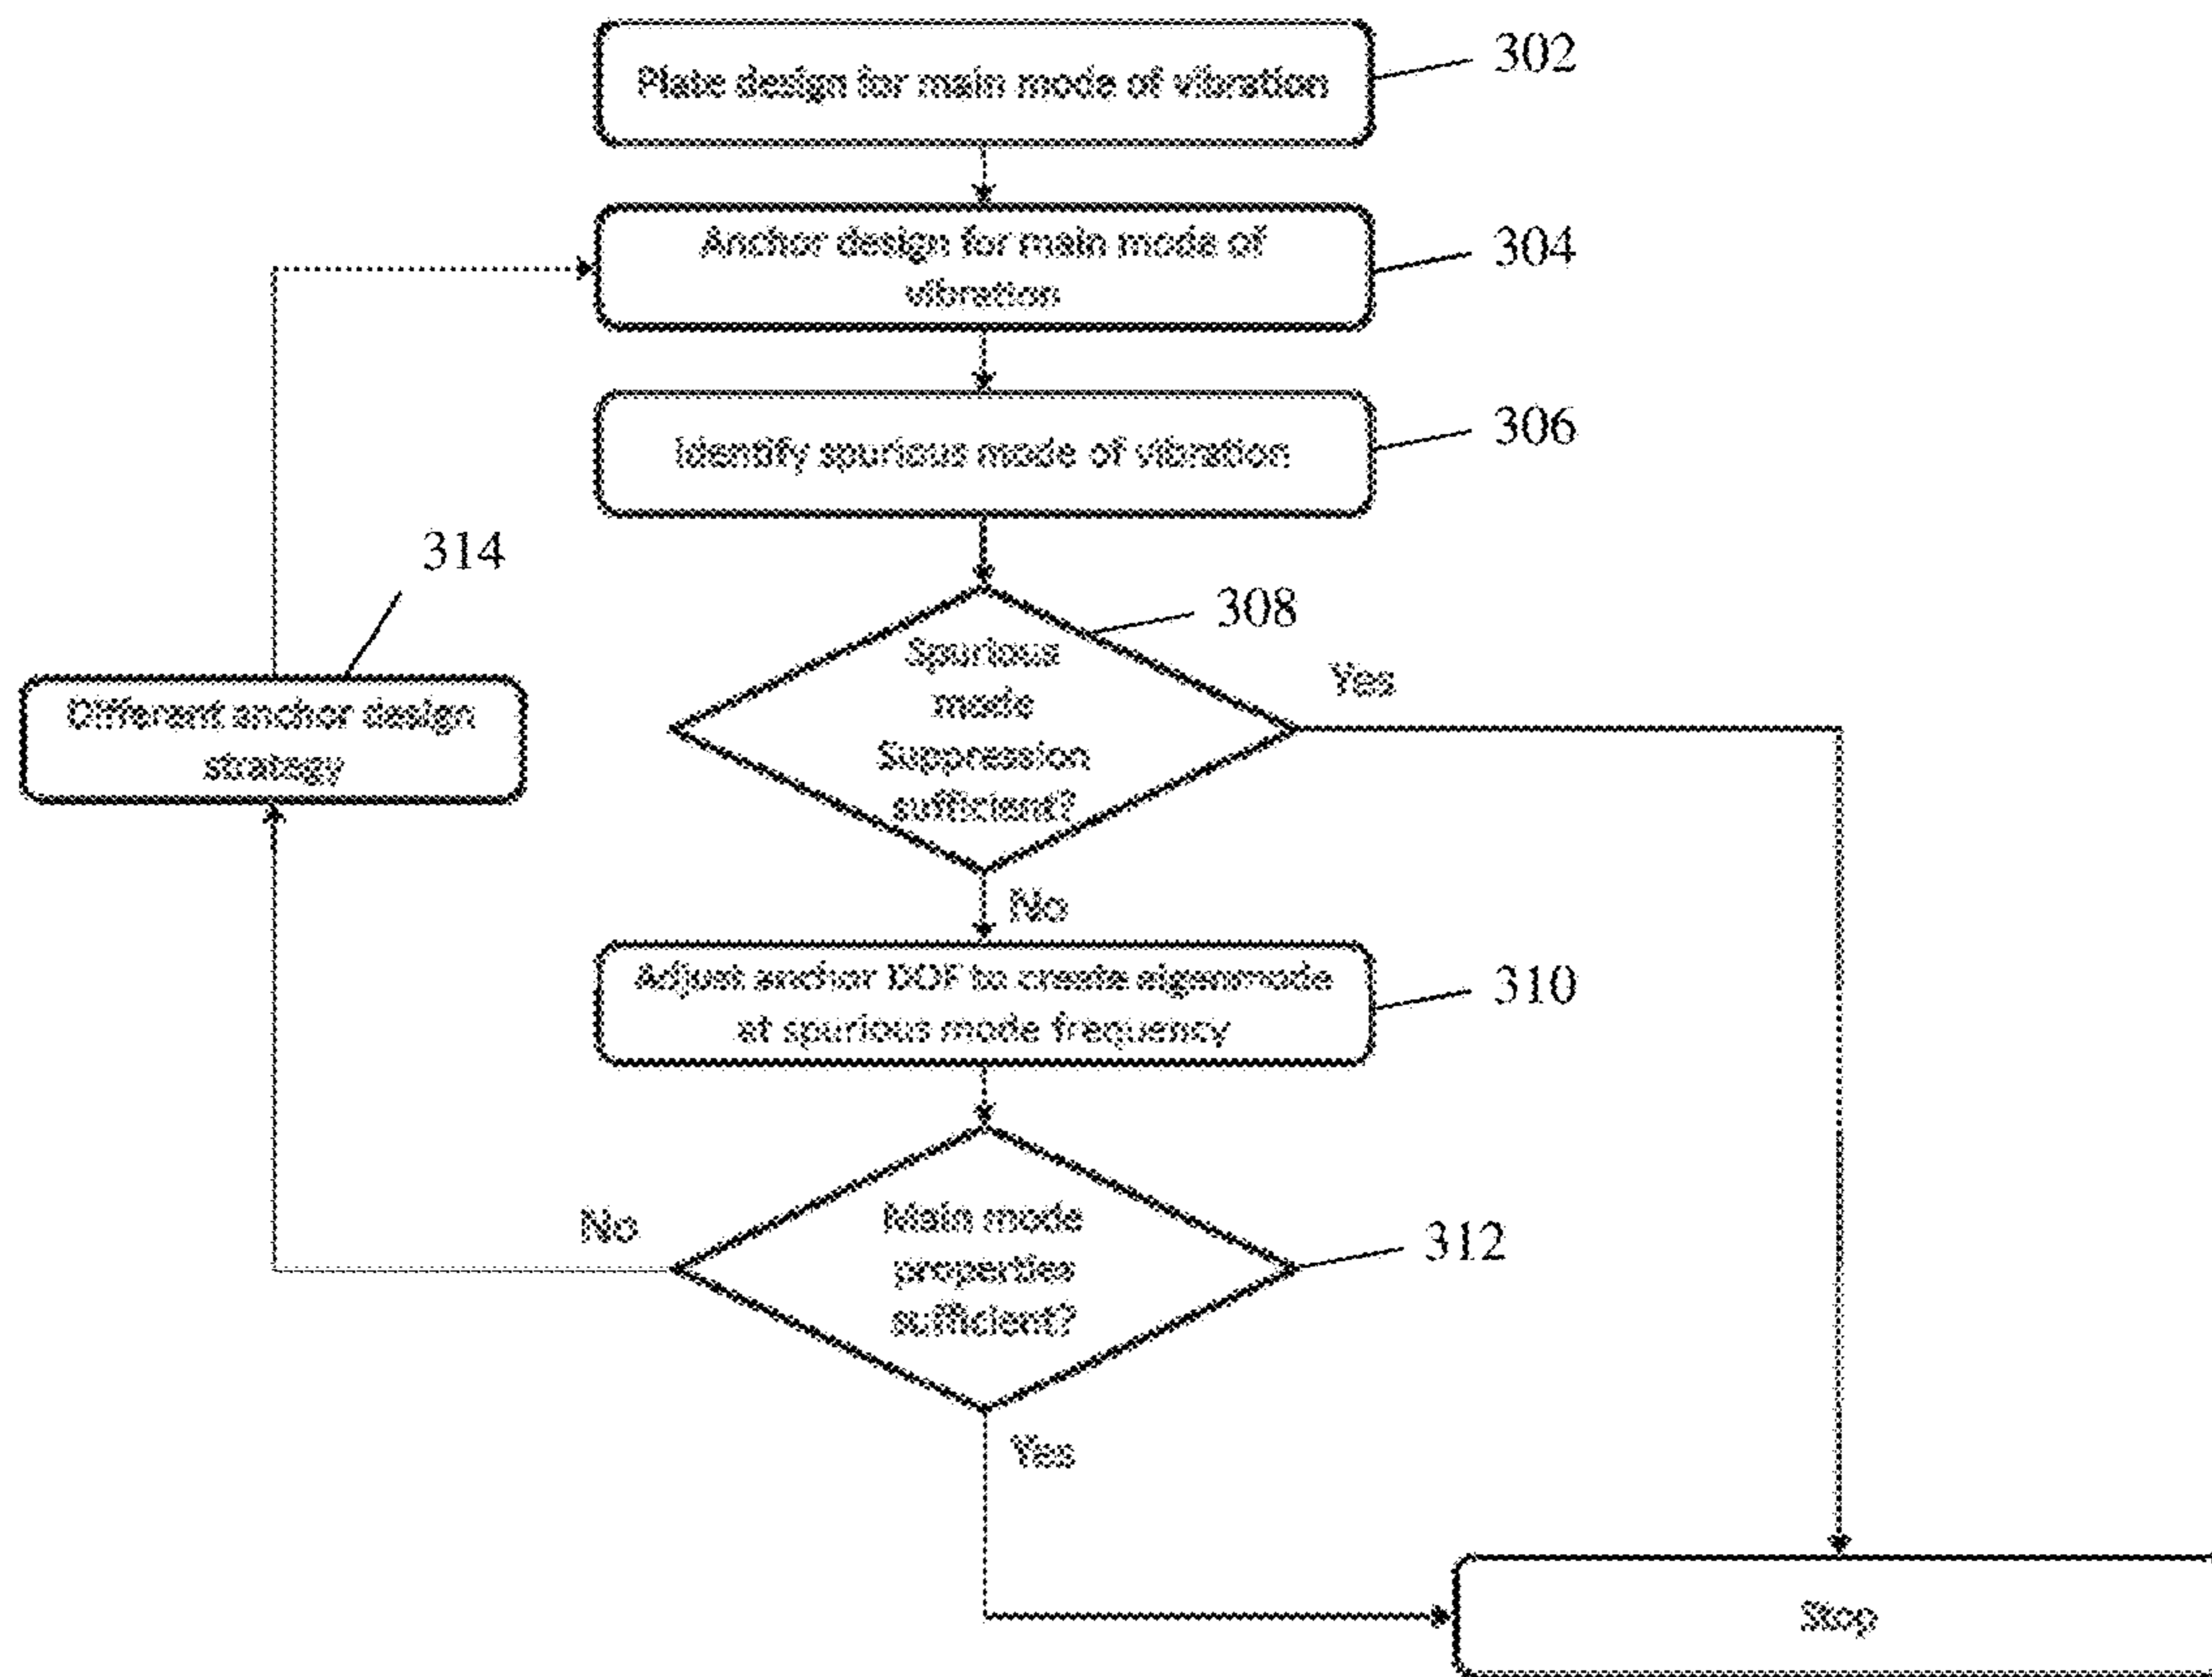 Plate design for main mode of vibration
302
Anchor design for main mode of
vibration
304
Identify spurious mode of vibration
306
314
308
Spurious
mode
Suppression
sufficient?
Yes
Different anchor design
strategy
No
Adjust anchor DOF to create eigenmode
at spurious mode frequency
310
No
Main mode
properties
sufficient?
312
Yes
Stop